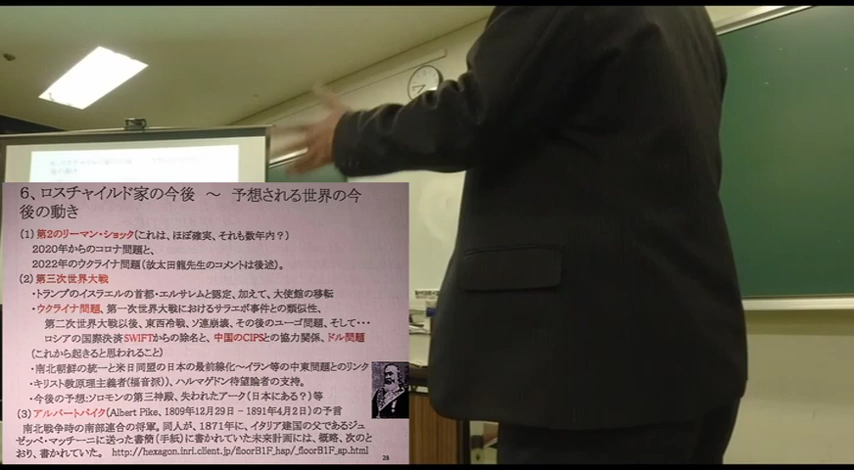 6、ロスチャイルド家の今後 ～ 予想される世界の今
後の動き
(1) 第2のリーマン・ショック(これは、ほぼ確実、それも数年内？)
2020年からのコロナ問題と、
2022年のウクライナ問題(故太田龍先生のコメントは後述)。
(2) 第三次世界大戦
・トランプのイスラエルの首都・エルサレムと認定、加えて、大使館の移転
・ウクライナ問題、第一次世界大戦におけるサラエボ事件との類似性、
第二次世界大戦以後、東西冷戦、ソ連崩壊、その後のユーゴ問題、そして・・・
ロシアの国際決済SWIFTからの除名と、中国のCIPSとの協力関係、ドル問題
(これから起きると思われること)
・南北朝鮮の統一と米日同盟の日本の最前線化～イラン等の中東問題とのリンク
・キリスト教原理主義者(福音派)、ハルマゲドン待望論者の支持。
・今後の予想：ソロモンの第三神殿、失われたアーク(日本にある？)等
(3) アルバートパイク(Albert Pike、1809年12月29日 - 1891年4月2日)の予言
南北戦争時の南部連合の将軍。同人が、1871年に、イタリア建国の父であるジュ
ゼッペ・マッチーニに送った書簡(手紙)に書かれていた未来計画には、概略、次のと
おり、書かれていた。 http://hexagon.inri.client.jp/floorB1F_hap/_floorB1F_ap.html
28